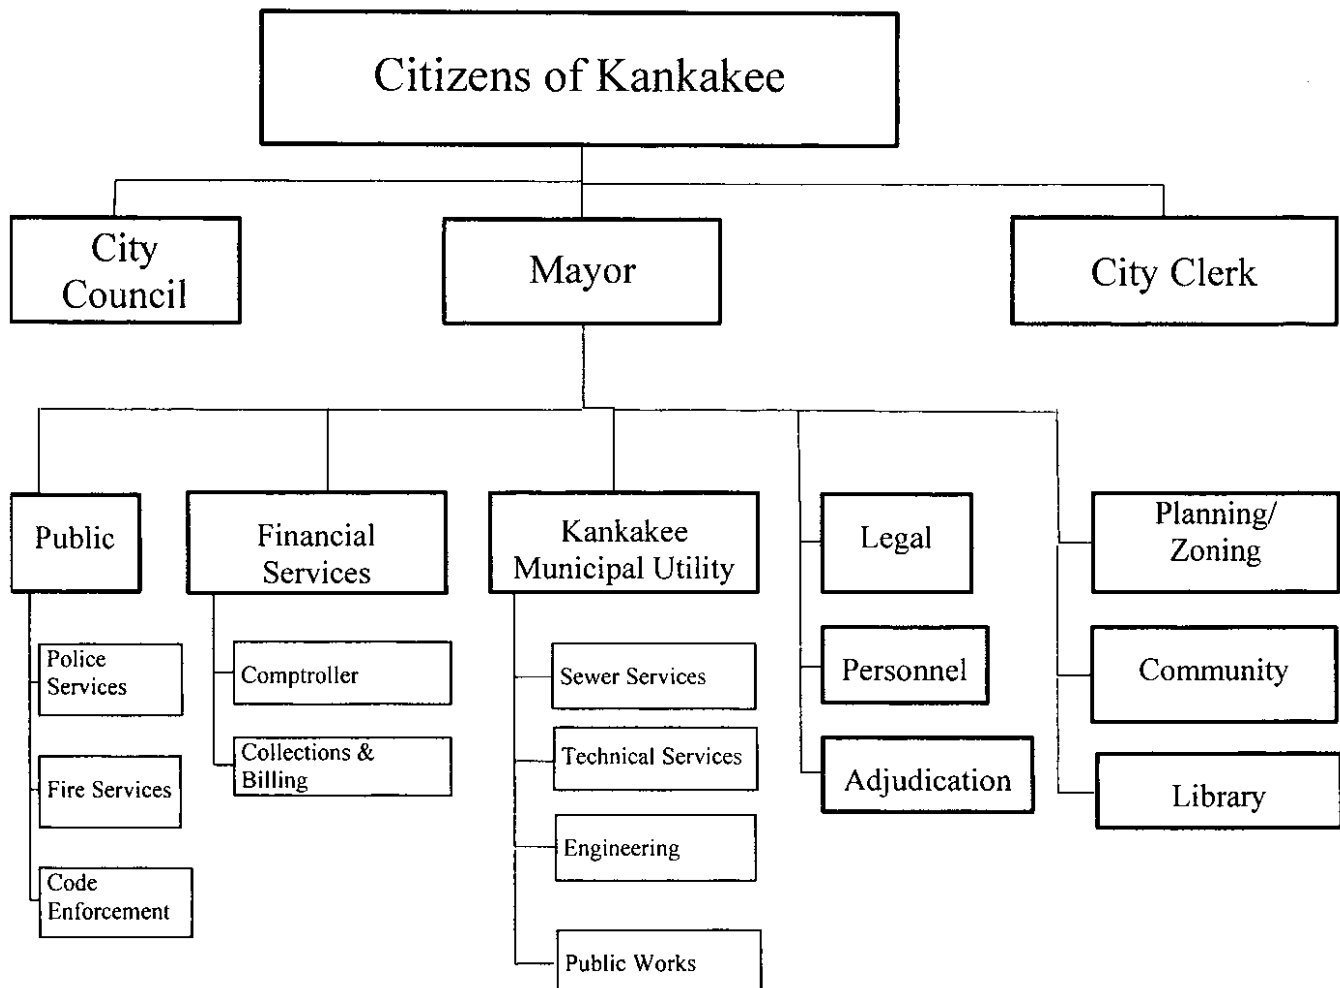 Citizens of Kankakee
City
Council
Mayor
City Clerk
Public
Financial
Services
Kankakee
Municipal Utility
Legal
Planning/
Zoning
Police
Services
Comptroller
Sewer Services
Personnel
Community
Fire Services
Collections &
Billing
Technical Services
Adjudication
Library
Code
Enforcement
Engineering
Public Works